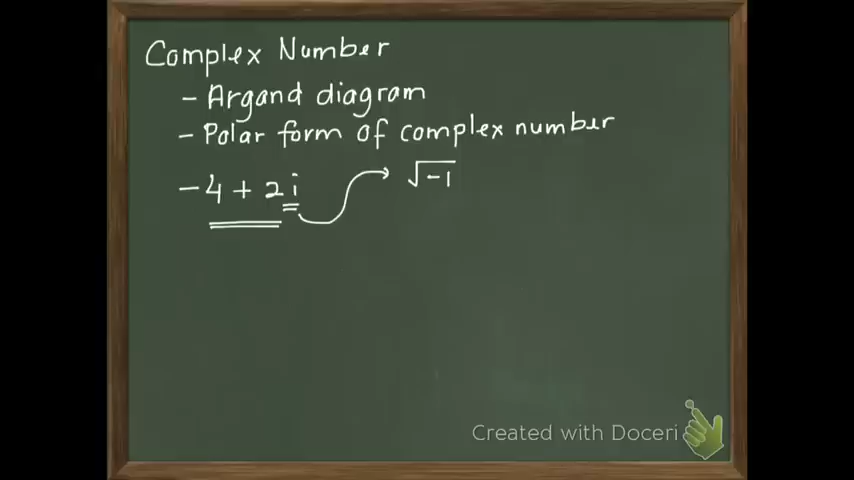 Complex Number
- Argand diagram
- Polar form of complex number
- 4 + 2i √-1
Created with Doceri